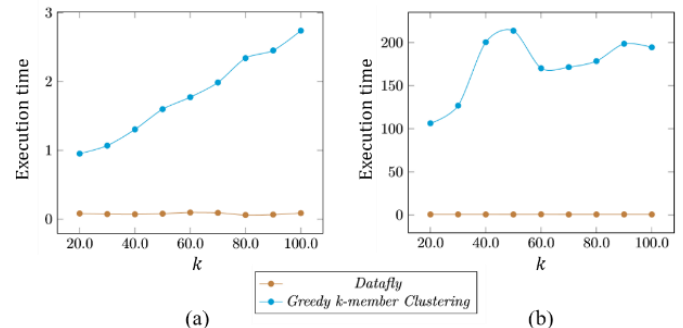 3
2
1
0
Execution time
20.0 40.0 60.0 80.0 100.0
k
200
150
100
50
0
Execution time
20.0 40.0 60.0 80.0 100.0
k
Datafly
Greedy k-member Clustering
(a)
(b)